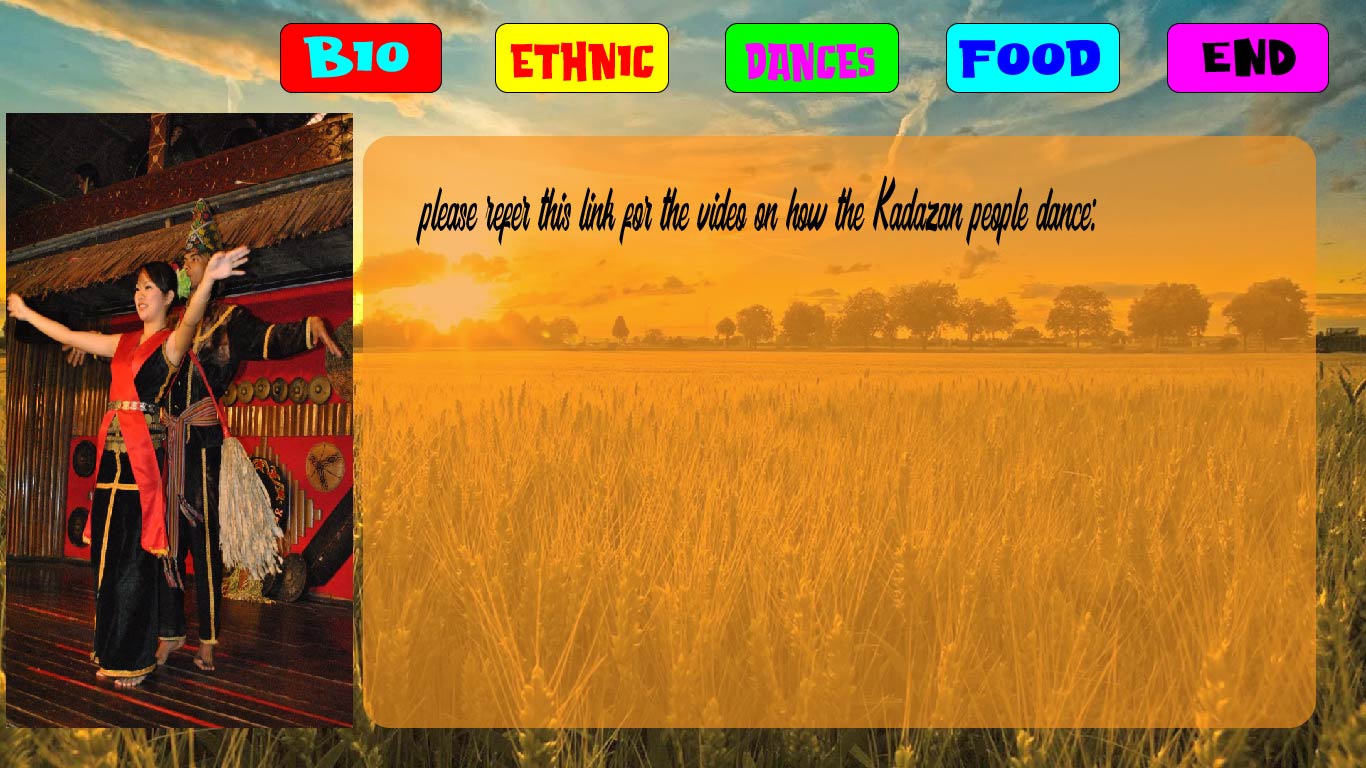 BIO
ETHNIC
DANCES
FOOD
END
please refer this link for the video on how the Kadazan people dance: